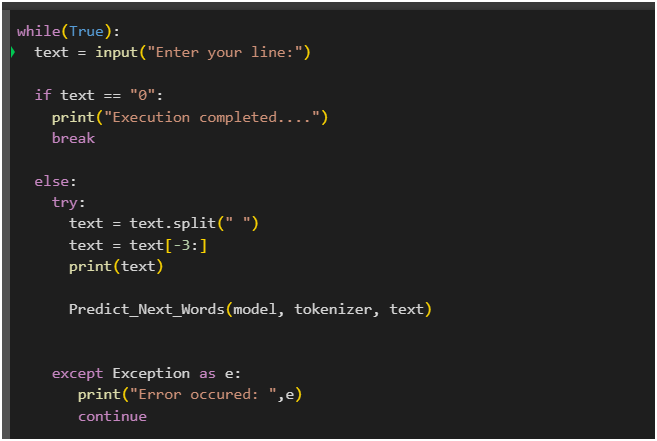 while(True):
text = input("Enter your line:")
if text == "0":
print("Execution completed....")
break
else:
try:
text = text.split(" ")
text = text[-3:]
print(text)
Predict_Next_Words(model, tokenizer, text)
except Exception as e:
print("Error occured: ",e)
continue